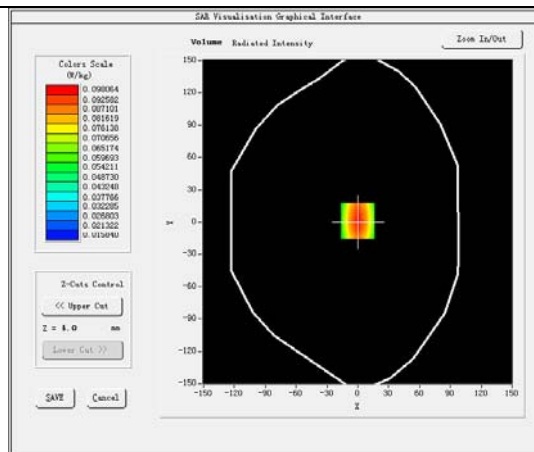 SAR Visualisation Graphical Interface
Volume Radiated Intensity
Zoom In/Out
Colors Scale
(W/kg)
0.098064
0.092582
0.087101
0.081619
0.076138
0.070656
0.065174
0.059693
0.054211
0.048730
0.043248
0.037766
0.032285
0.026803
0.021322
0.015840
Z-Cuts Control
<< Upper Cut
Z = 4.0 mm
Lower Cut >>
SAVE
Cancel
150
120
90
60
30
0
-30
-60
-90
-120
-150
Y
-150 -120 -90 -60 -30 0 30 60 90 120 150
X